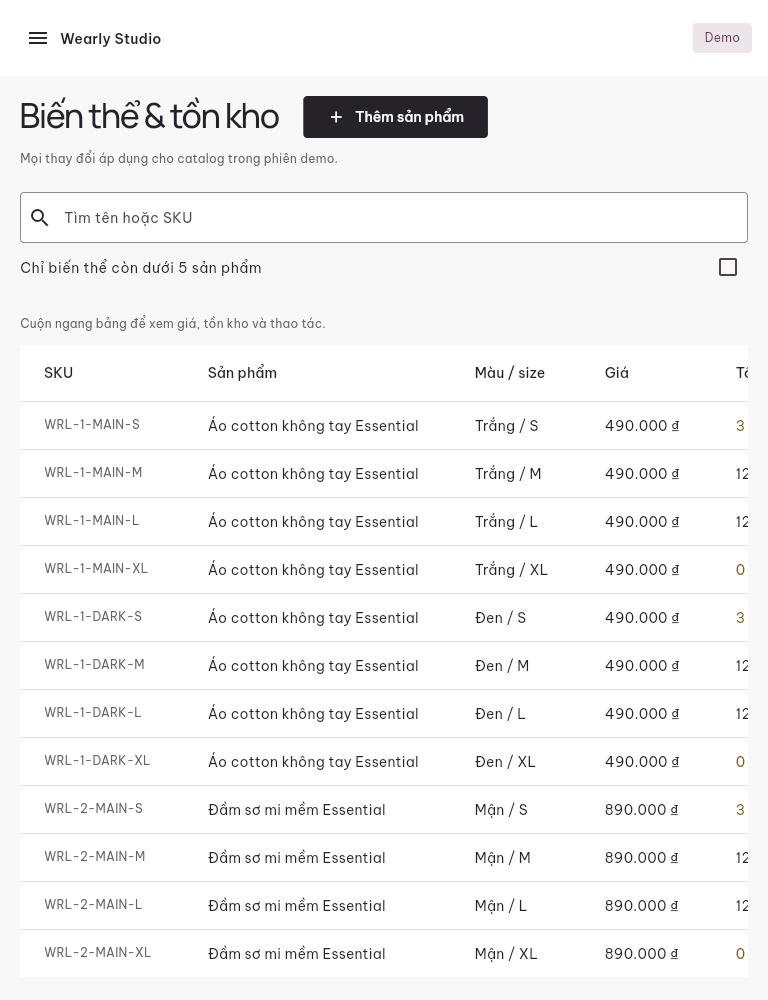 Wearly Studio
Demo
Biến thể & tồn kho
Thêm sản phẩm
Mọi thay đổi áp dụng cho catalog trong phiên demo.
Tìm tên hoặc SKU
Chỉ biến thể còn dưới 5 sản phẩm
Cuộn ngang bảng để xem giá, tồn kho và thao tác.
SKU Sản phẩm Màu / size Giá
WRL-1-MAIN-S Áo cotton không tay Essential Trắng / S 490.000 ₫ 3
WRL-1-MAIN-M Áo cotton không tay Essential Trắng / M 490.000 ₫ 12
WRL-1-MAIN-L Áo cotton không tay Essential Trắng / L 490.000 ₫ 12
WRL-1-MAIN-XL Áo cotton không tay Essential Trắng / XL 490.000 ₫ 0
WRL-1-DARK-S Áo cotton không tay Essential Đen / S 490.000 ₫ 3
WRL-1-DARK-M Áo cotton không tay Essential Đen / M 490.000 ₫ 12
WRL-1-DARK-L Áo cotton không tay Essential Đen / L 490.000 ₫ 12
WRL-1-DARK-XL Áo cotton không tay Essential Đen / XL 490.000 ₫ 0
WRL-2-MAIN-S Đầm sơ mi mềm Essential Mận / S 890.000 ₫ 3
WRL-2-MAIN-M Đầm sơ mi mềm Essential Mận / M 890.000 ₫ 12
WRL-2-MAIN-L Đầm sơ mi mềm Essential Mận / L 890.000 ₫ 12
WRL-2-MAIN-XL Đầm sơ mi mềm Essential Mận / XL 890.000 ₫ 0